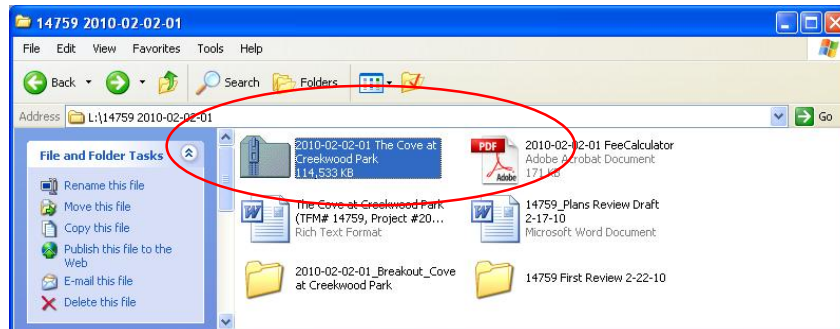 14759 2010-02-02-01
File Edit View Favorites Tools Help
Back Search Folders
Address L:\14759 2010-02-02-01 Go
File and Folder Tasks
Rename this file
Move this file
Copy this file
Publish this file to the
Web
E-mail this file
Delete this file
2010-02-02-01 The Cove at
Creekwood Park
114,533 KB
PDF
Adobe
2010-02-02-01 FeeCalculator
Adobe Acrobat Document
171 KB
The Cove at Creekwood Park
(TFM# 14759, Project #20...
Rich Text Format
14759_Plans Review Draft
2-17-10
Microsoft Word Document
2010-02-02-01_Breakout_Cove
at Creekwood Park
14759 First Review 2-22-10